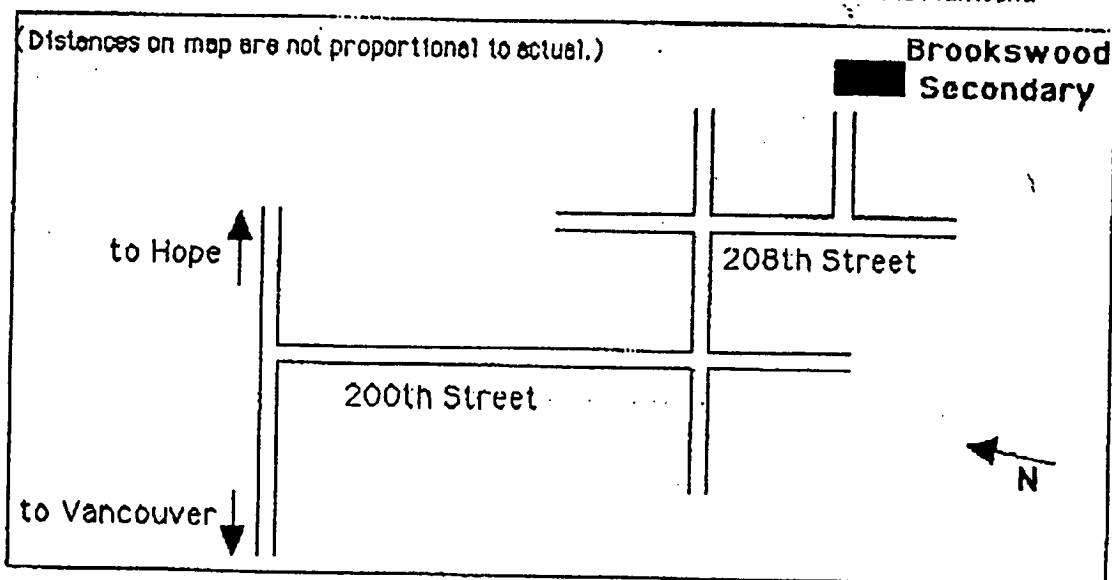 (Distances on map are not proportional to actual.)
Brookswood
Secondary
to Hope
208th Street
200th Street
N
to Vancouver